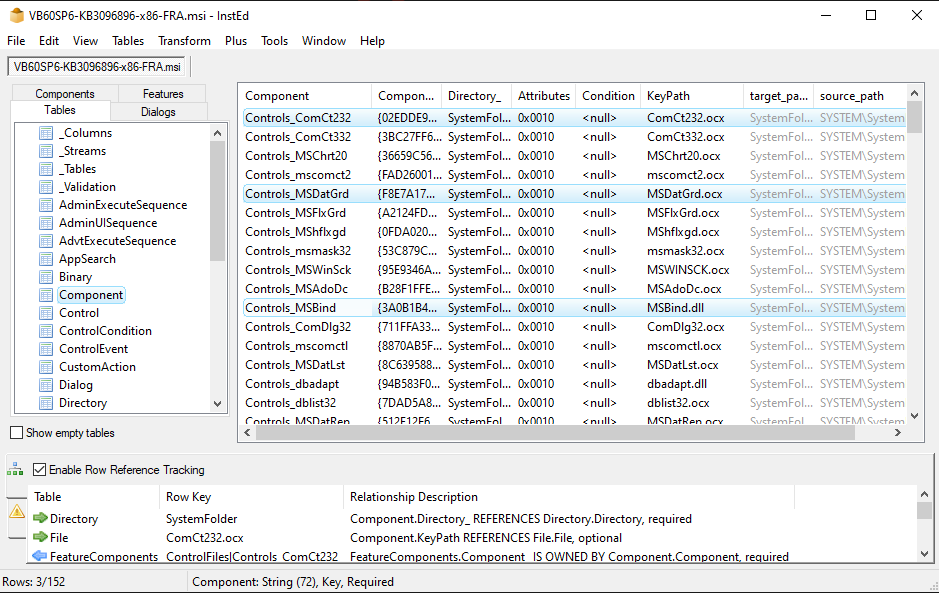 VB60SP6-KB3096896-x86-FRA.msi - InstEd
File Edit View Tables Transform Plus Tools Window Help
VB60SP6-KB3096896-x86-FRA.msi
Components Features
Tables Dialogs
_Columns
_Streams
_Tables
_Validation
AdminExecuteSequence
AdminUISequence
AdvtExecuteSequence
AppSearch
Binary
Component
Control
ControlCondition
ControlEvent
CustomAction
Dialog
Directory
Show empty tables
Component Compon... Directory_ Attributes Condition KeyPath target_pa... source_path
Controls_ComCt232 {02EDDE9... SystemFol... 0x0010 <null> ComCt232.ocx SystemFol... SYSTEM\System
Controls_ComCt332 {3BC27FF6... SystemFol... 0x0010 <null> ComCt332.ocx SystemFol... SYSTEM\System
Controls_MSChrt20 {36659C56... SystemFol... 0x0010 <null> MSChrt20.ocx SystemFol... SYSTEM\System
Controls_mscomct2 {FAD26001... SystemFol... 0x0010 <null> mscomct2.ocx SystemFol... SYSTEM\System
Controls_MSDatGrd {F8E7A17... SystemFol... 0x0010 <null> MSDatGrd.ocx SystemFol... SYSTEM\System
Controls_MSFlxGrd {A2124FD... SystemFol... 0x0010 <null> MSFlxGrd.ocx SystemFol... SYSTEM\System
Controls_MShflxgd {0FDA020... SystemFol... 0x0010 <null> MShflxgd.ocx SystemFol... SYSTEM\System
Controls_msmask32 {53C879C... SystemFol... 0x0010 <null> msmask32.ocx SystemFol... SYSTEM\System
Controls_MSWinSck {95E9346A... SystemFol... 0x0010 <null> MSWINSCK.ocx SystemFol... SYSTEM\System
Controls_MSAdoDc {B28F1FFE... SystemFol... 0x0010 <null> MSAdoDc.ocx SystemFol... SYSTEM\System
Controls_MSBind {3A0B1B4... SystemFol... 0x0010 <null> MSBind.dll SystemFol... SYSTEM\System
Controls_ComDlg32 {711FFA33... SystemFol... 0x0010 <null> ComDlg32.ocx SystemFol... SYSTEM\System
Controls_mscomctl {8870AB5F... SystemFol... 0x0010 <null> mscomctl.ocx SystemFol... SYSTEM\System
Controls_MSDatLst {8C639588... SystemFol... 0x0010 <null> MSDatLst.ocx SystemFol... SYSTEM\System
Controls_dbadapt {94B583F0... SystemFol... 0x0010 <null> dbadapt.dll SystemFol... SYSTEM\System
Controls_dblist32 {7DAD5A8... SystemFol... 0x0010 <null> dblist32.ocx SystemFol... SYSTEM\System
Controls_MSDatRep {512F12F6... SystemFol... 0x0010 <null> MSDatRep.ocx SystemFol... SYSTEM\System
Enable Row Reference Tracking
Table Row Key Relationship Description
Directory SystemFolder Component.Directory_ REFERENCES Directory.Directory, required
File ComCt232.ocx Component.KeyPath REFERENCES File.File, optional
FeatureComponents ControlFiles|Controls_ComCt232 FeatureComponents.Component_ IS OWNED BY Component.Component, required
Rows: 3/152 Component: String (72), Key, Required